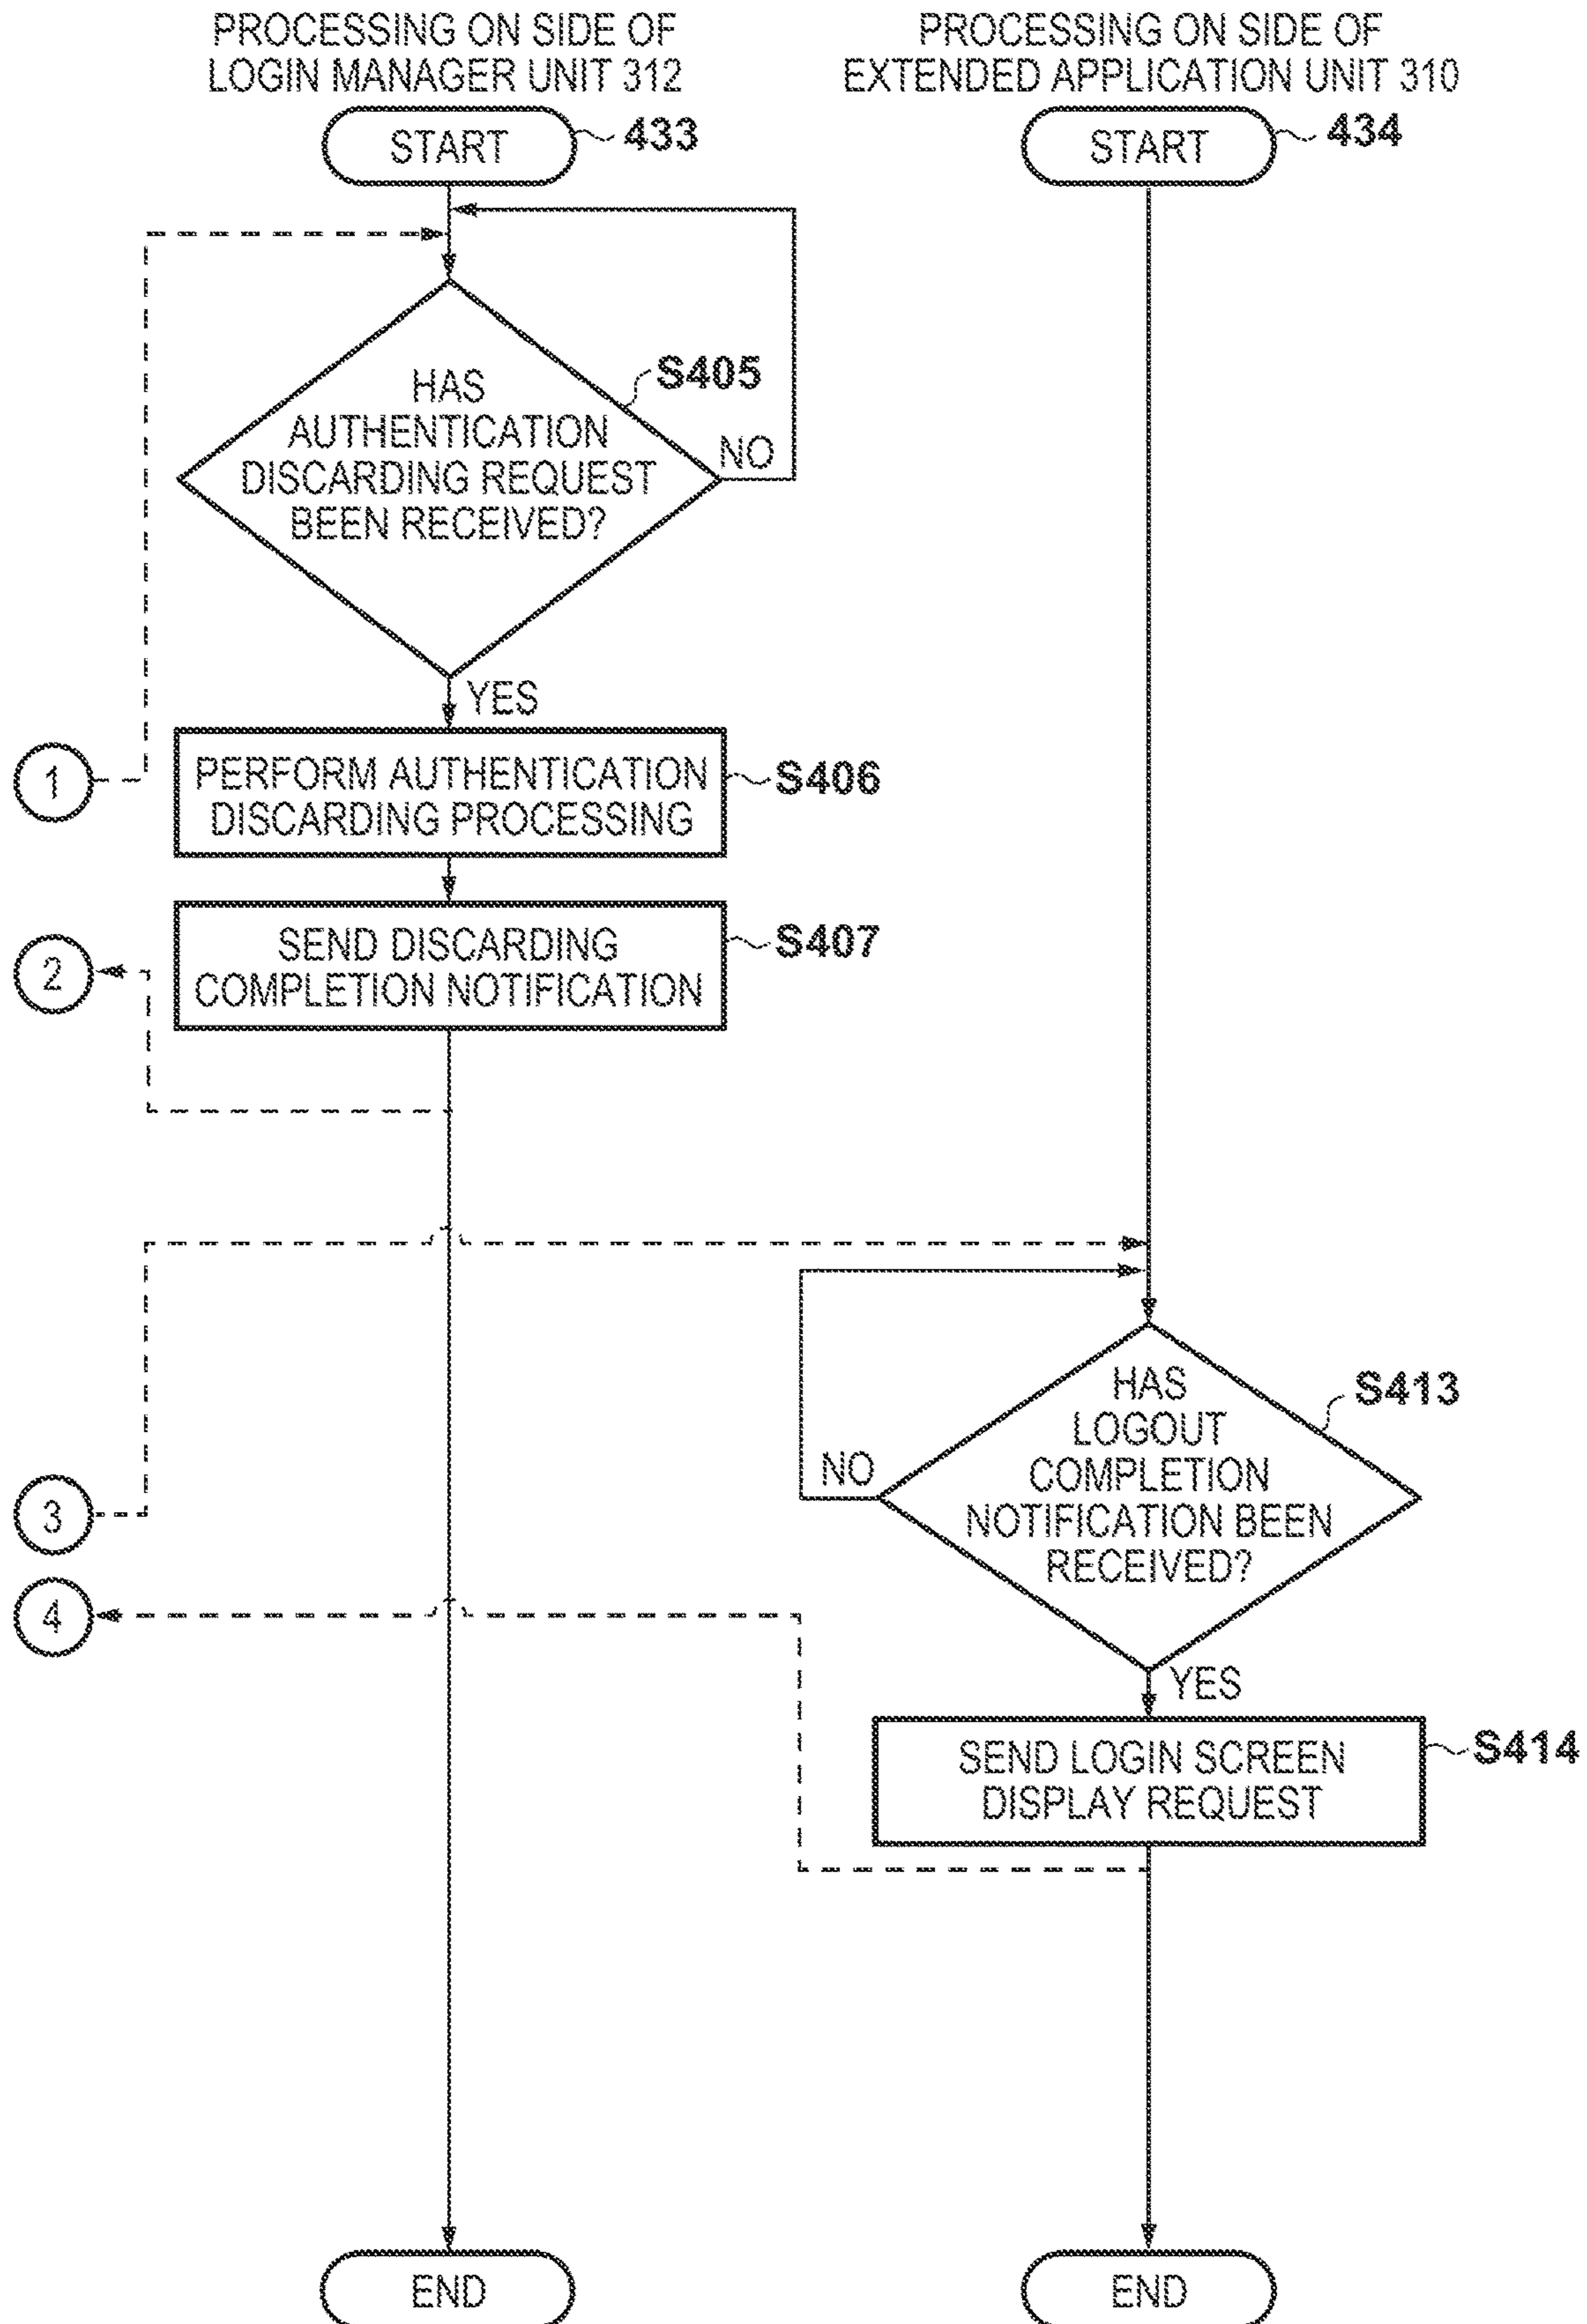 PROCESSING ON SIDE OF
LOGIN MANAGER UNIT 312
PROCESSING ON SIDE OF
EXTENDED APPLICATION UNIT 310
START
433
START
434
HAS
AUTHENTICATION
DISCARDING REQUEST
BEEN RECEIVED?
S405
NO
YES
1
PERFORM AUTHENTICATION
DISCARDING PROCESSING
S406
2
SEND DISCARDING
COMPLETION NOTIFICATION
S407
HAS
LOGOUT
COMPLETION
NOTIFICATION BEEN
RECEIVED?
S413
NO
3
4
YES
SEND LOGIN SCREEN
DISPLAY REQUEST
S414
END
END